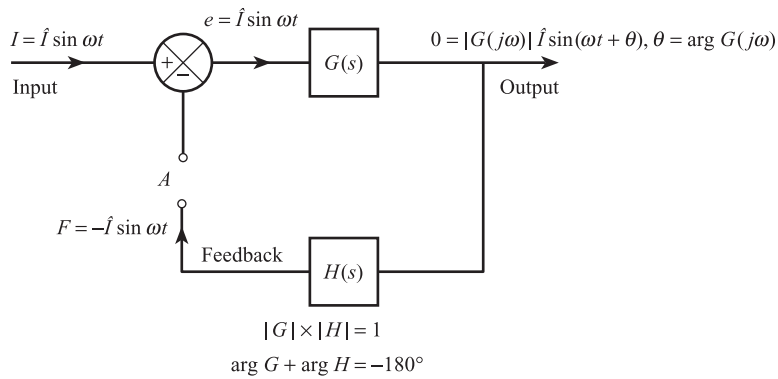 I = Î sin ωt
e = Î sin ωt
0 = |G(jω)| Î sin(ωt + θ), θ = arg G(jω)
+
−
G(s)
Input
Output
A
F = −Î sin ωt
Feedback
H(s)
|G| × |H| = 1
arg G + arg H = −180°